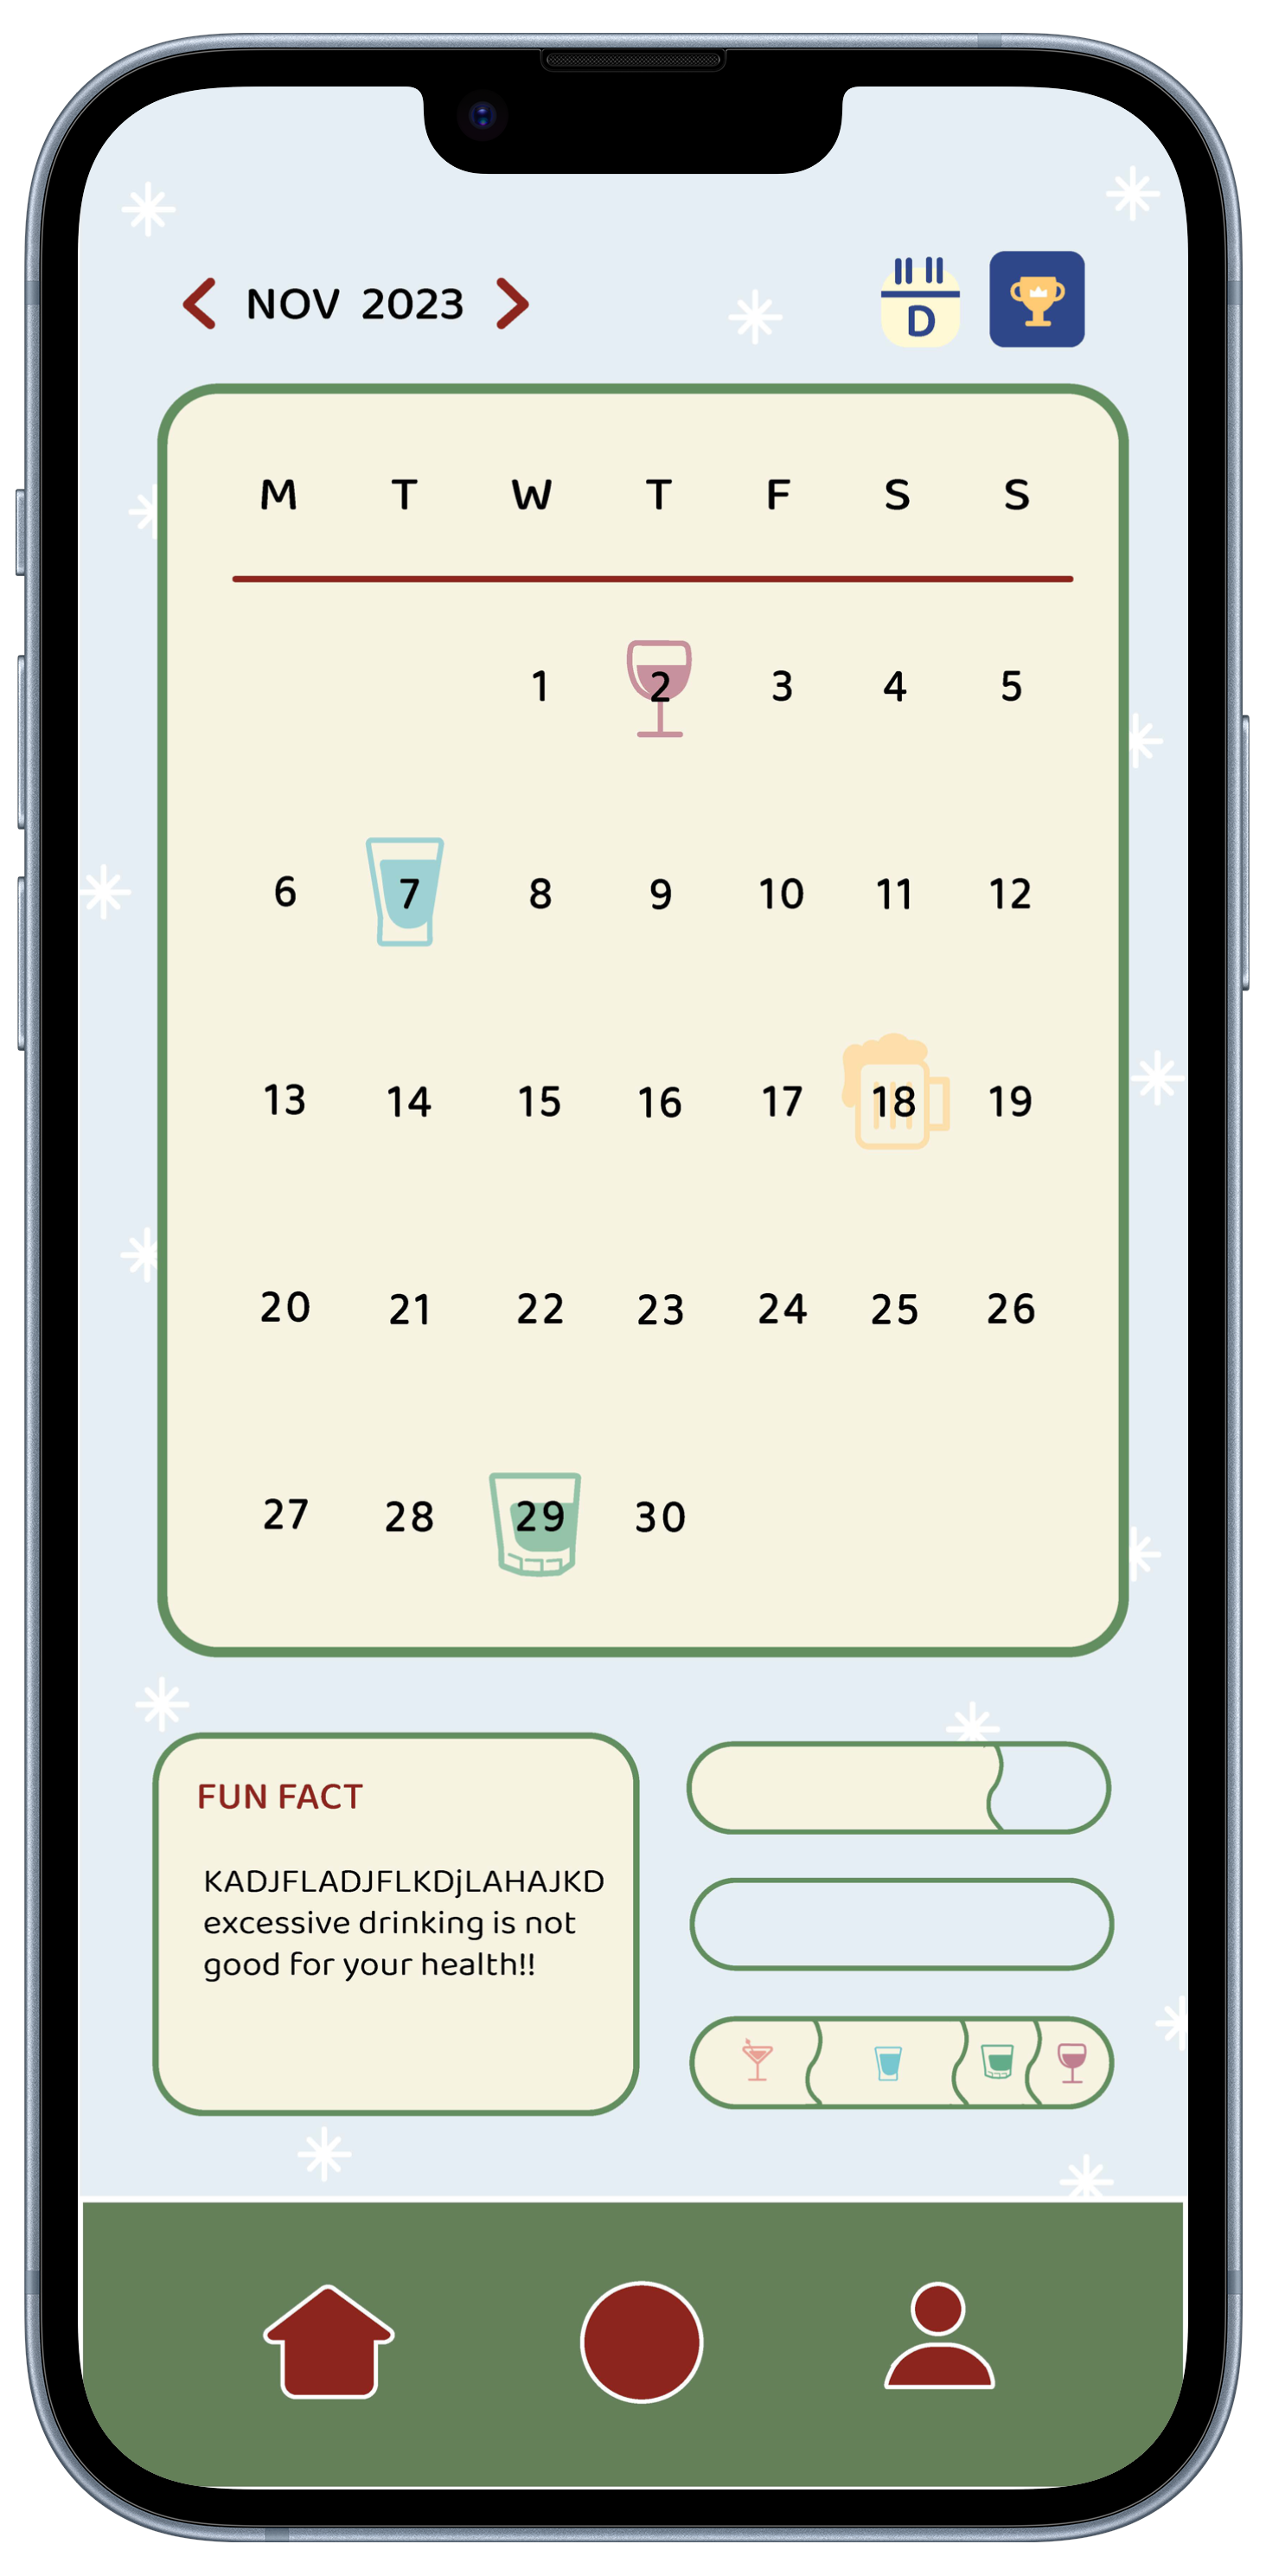 NOV 2023
D
M T W T F S S
1 2 3 4 5
6 7 8 9 10 11 12
13 14 15 16 17 18 19
20 21 22 23 24 25 26
27 28 29 30
FUN FACT
KADJFLADJFLKDjLAHAJKD
excessive drinking is not
good for your health!!